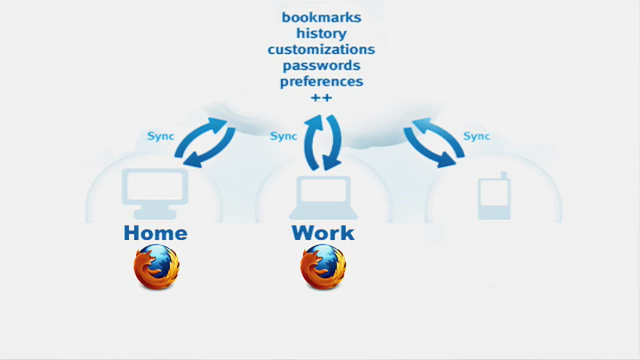 bookmarks
history
customizations
passwords
preferences
++
Sync
Sync
Sync
Home
Work